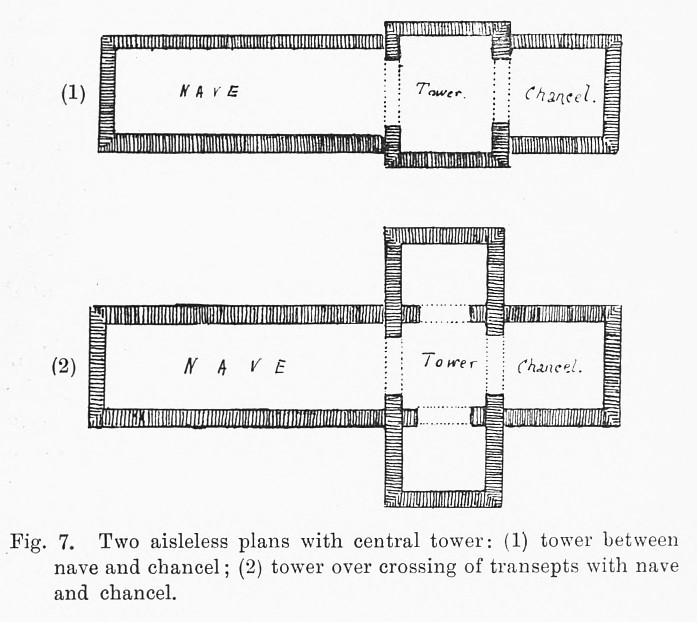 (1)
NAVE
Tower.
Chancel.
(2)
NAVE
Tower
Chancel.
Fig. 7. Two aisleless plans with central tower: (1) tower between
nave and chancel; (2) tower over crossing of transepts with nave
and chancel.